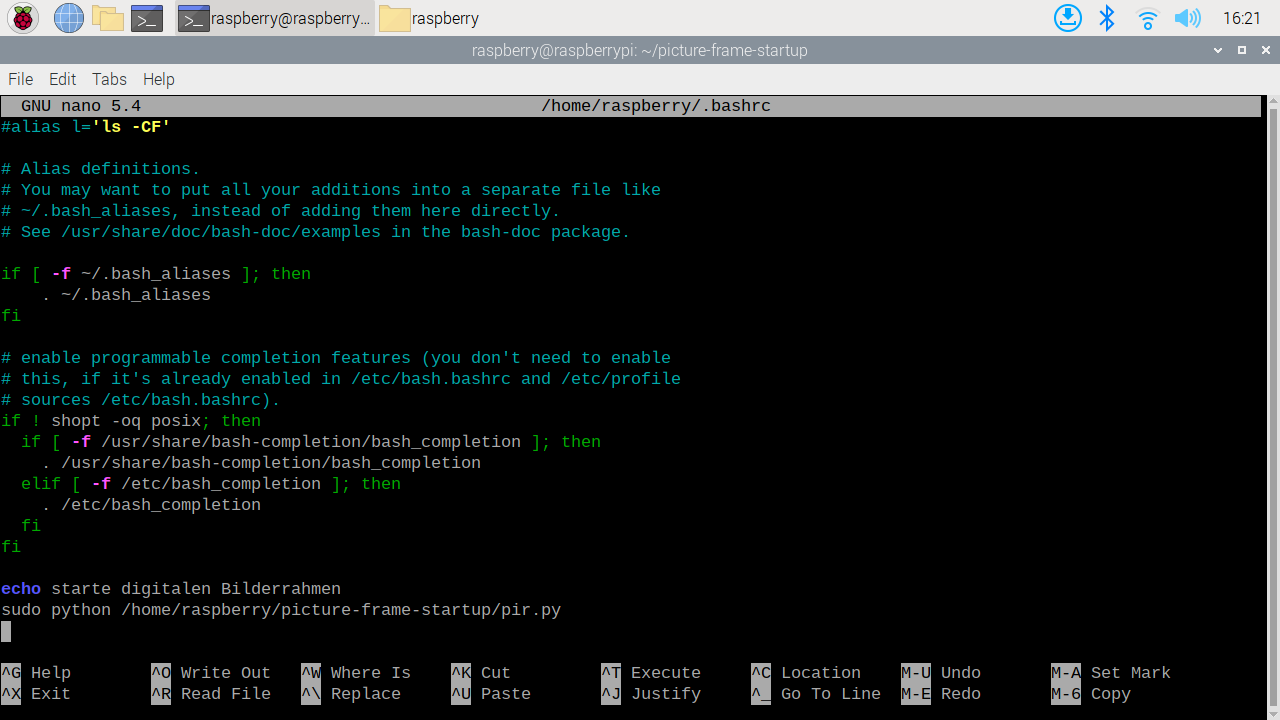 raspberry@raspberry... raspberry 16:21
raspberry@raspberrypi: ~/picture-frame-startup
File Edit Tabs Help
GNU nano 5.4 /home/raspberry/.bashrc
#alias l='ls -CF'
# Alias definitions.
# You may want to put all your additions into a separate file like
# ~/.bash_aliases, instead of adding them here directly.
# See /usr/share/doc/bash-doc/examples in the bash-doc package.
if [ -f ~/.bash_aliases ]; then
    . ~/.bash_aliases
fi
# enable programmable completion features (you don't need to enable
# this, if it's already enabled in /etc/bash.bashrc and /etc/profile
# sources /etc/bash.bashrc).
if ! shopt -oq posix; then
  if [ -f /usr/share/bash-completion/bash_completion ]; then
    . /usr/share/bash-completion/bash_completion
  elif [ -f /etc/bash_completion ]; then
    . /etc/bash_completion
  fi
fi
echo starte digitalen Bilderrahmen
sudo python /home/raspberry/picture-frame-startup/pir.py
^G Help ^O Write Out ^W Where Is ^K Cut ^T Execute ^C Location M-U Undo M-A Set Mark
^X Exit ^R Read File ^\ Replace ^U Paste ^J Justify ^_ Go To Line M-E Redo M-6 Copy